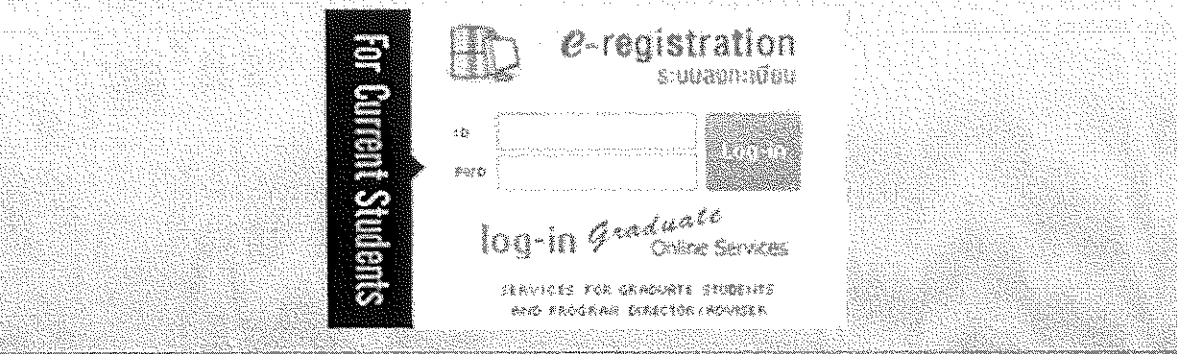 For Current Students
e-registration
ระบบลงทะเบียน
ID
PWD
Log-in
log-in Graduate
Online Services
SERVICES FOR GRADUATE STUDENTS
AND PROGRAM DIRECTOR/ADVISER